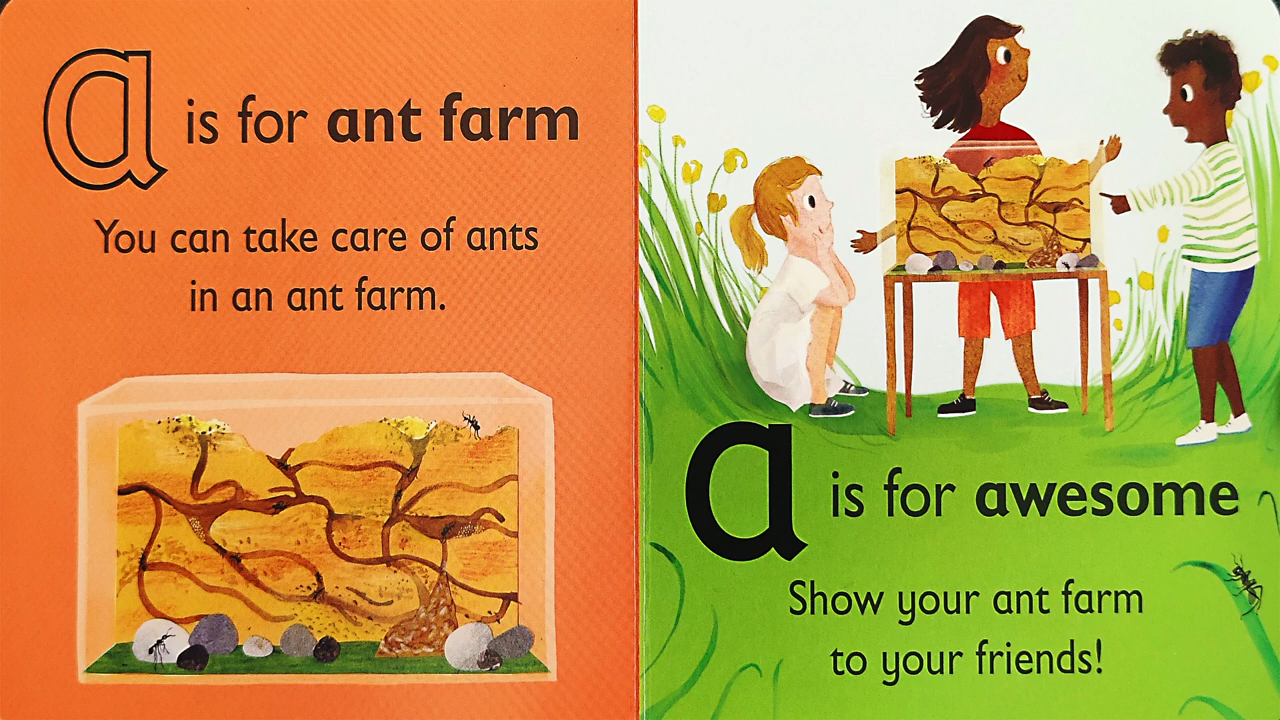 a is for ant farm
You can take care of ants
in an ant farm.
a is for awesome
Show your ant farm
to your friends!